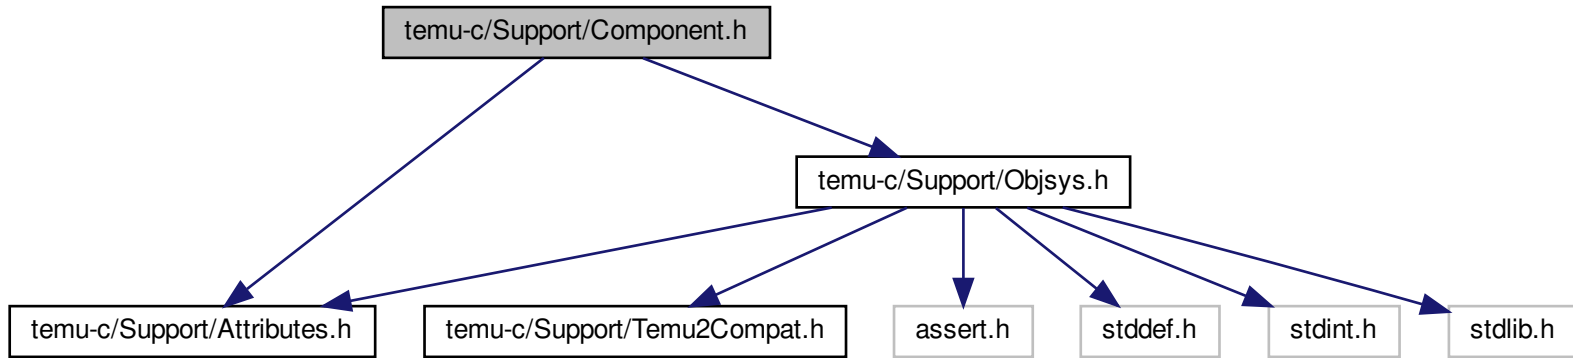 temu-c/Support/Component.h
temu-c/Support/Objsys.h
temu-c/Support/Attributes.h
temu-c/Support/Temu2Compat.h
assert.h
stddef.h
stdint.h
stdlib.h